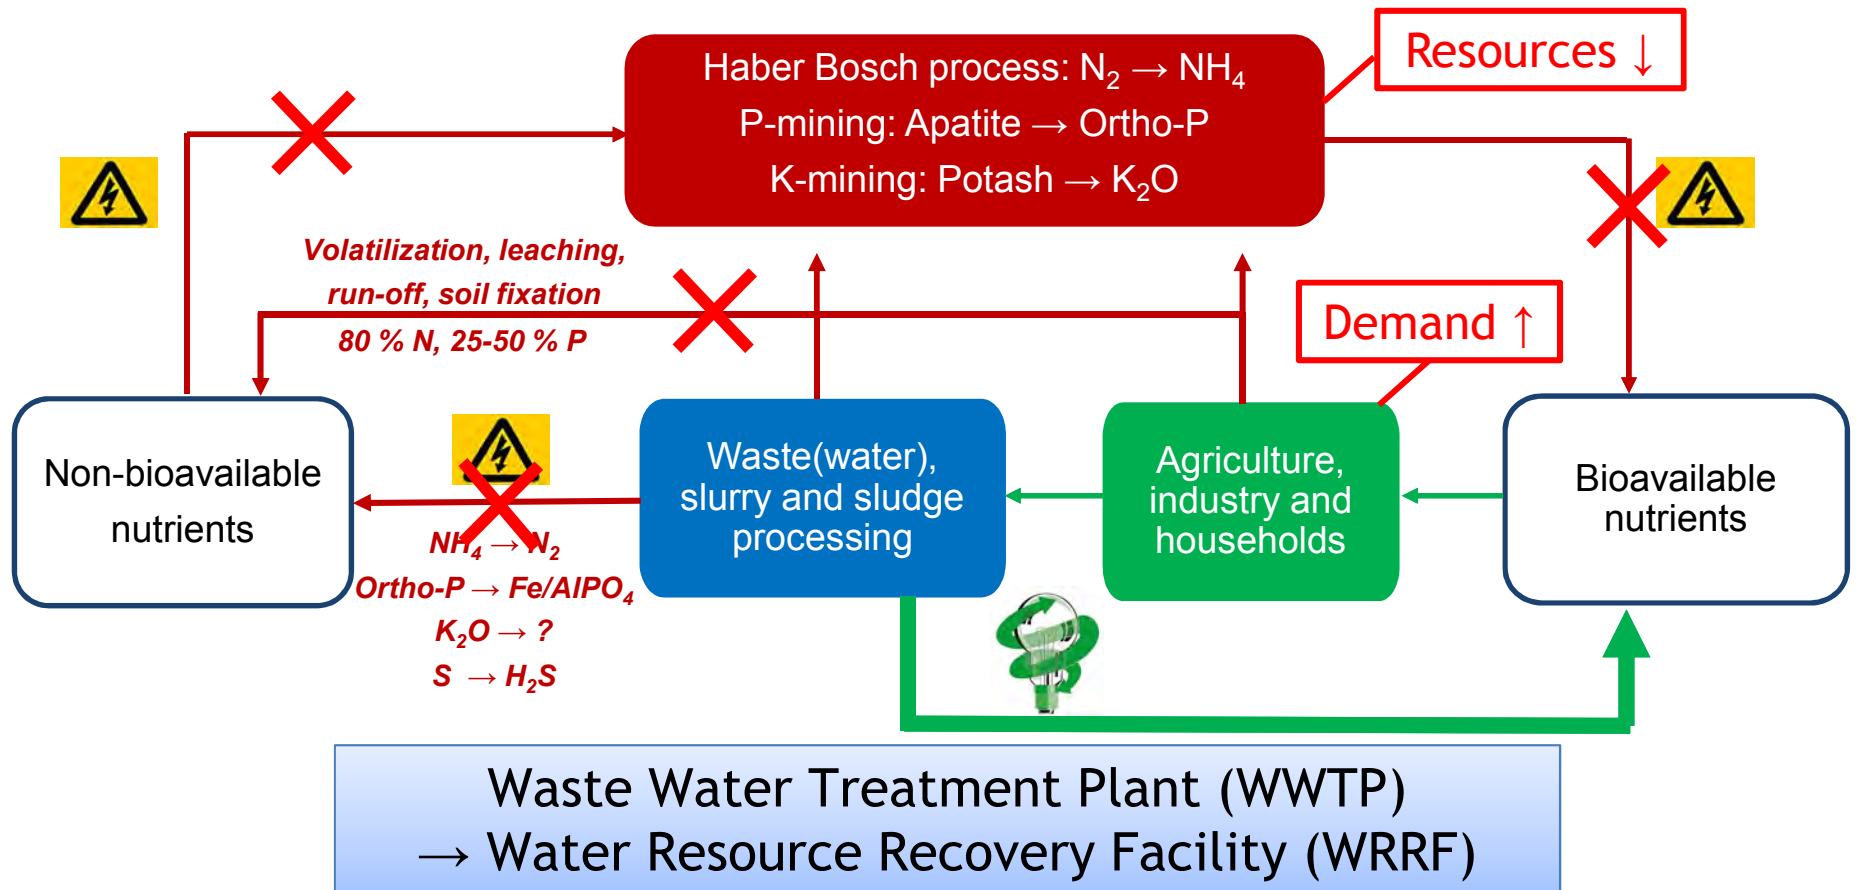 Resources ↓
Haber Bosch process: N₂ → NH₄
P-mining: Apatite → Ortho-P
K-mining: Potash → K₂O
Volatilization, leaching,
run-off, soil fixation
80 % N, 25-50 % P
Demand ↑
Non-bioavailable
nutrients
NH₄ → N₂
Ortho-P → Fe/AlPO₄
K₂O → ?
S → H₂S
Waste(water),
slurry and sludge
processing
Agriculture,
industry and
households
Bioavailable
nutrients
Waste Water Treatment Plant (WWTP)
→ Water Resource Recovery Facility (WRRF)